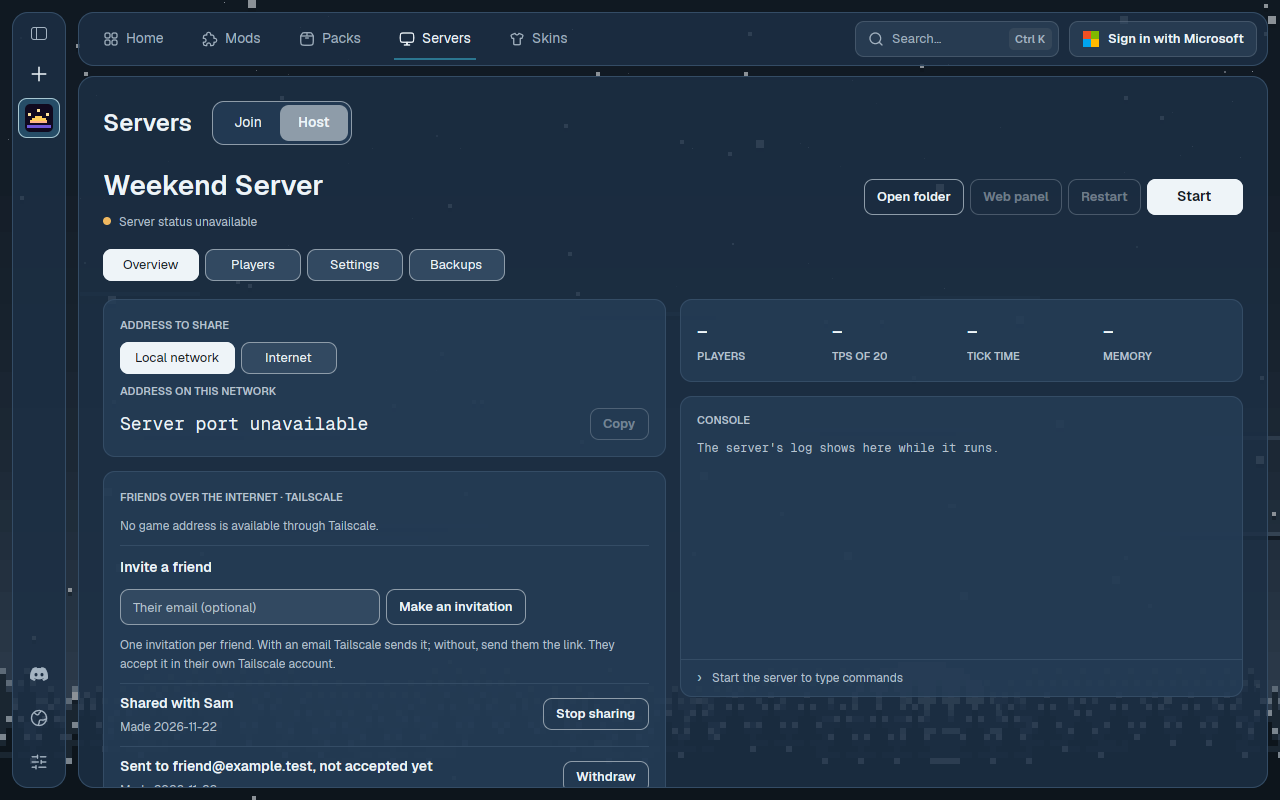 Home
Mods
Packs
Servers
Skins
Search...
Ctrl K
Sign in with Microsoft
Servers
Join
Host
Weekend Server
Server status unavailable
Open folder
Web panel
Restart
Start
Overview
Players
Settings
Backups
ADDRESS TO SHARE
Local network
Internet
ADDRESS ON THIS NETWORK
Server port unavailable
Copy
FRIENDS OVER THE INTERNET · TAILSCALE
No game address is available through Tailscale.
Invite a friend
Their email (optional)
Make an invitation
One invitation per friend. With an email Tailscale sends it; without, send them the link. They
accept it in their own Tailscale account.
Shared with Sam
Made 2026-11-22
Stop sharing
Sent to friend@example.test, not accepted yet
Withdraw
– – – –
PLAYERS
TPS OF 20
TICK TIME
MEMORY
CONSOLE
The server's log shows here while it runs.
› Start the server to type commands